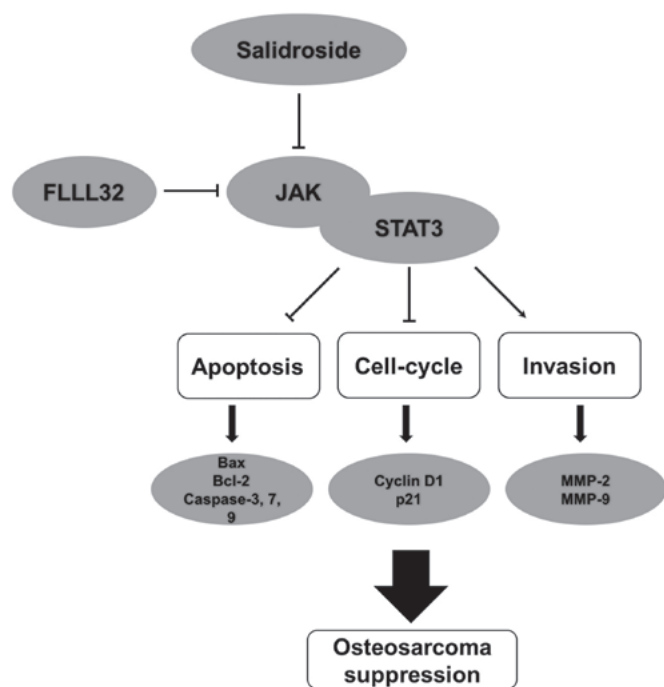 Salidroside
FLLL32
JAK
STAT3
Apoptosis
Cell-cycle
Invasion
Bax
Bcl-2
Caspase-3, 7,
9
Cyclin D1
p21
MMP-2
MMP-9
Osteosarcoma
suppression